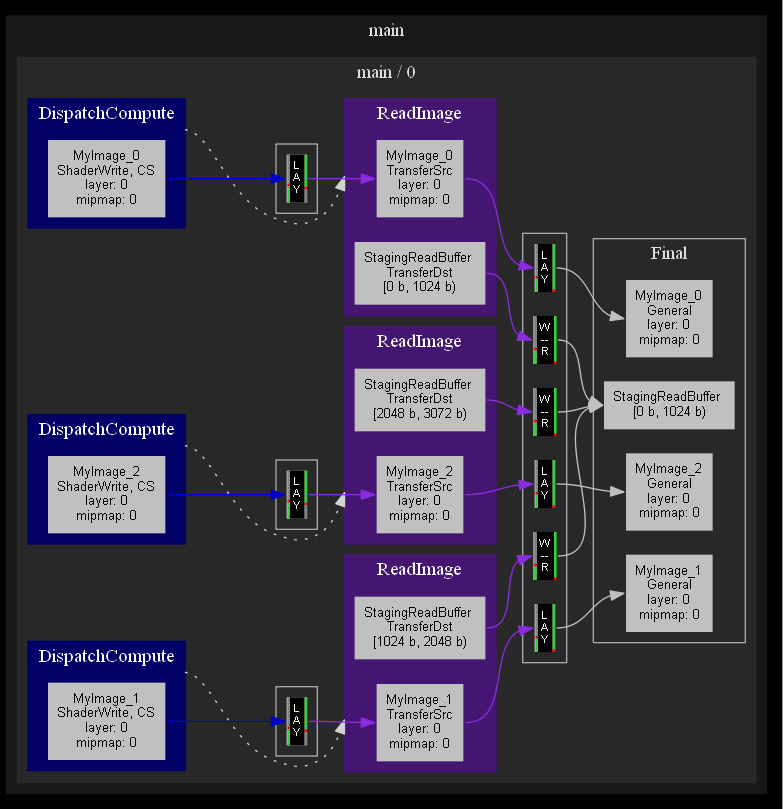 main
main / 0
DispatchCompute
MyImage_0
ShaderWrite, CS
layer: 0
mipmap: 0
L
A
Y
ReadImage
MyImage_0
TransferSrc
layer: 0
mipmap: 0
StagingReadBuffer
TransferDst
[0 b, 1024 b)
ReadImage
StagingReadBuffer
TransferDst
[2048 b, 3072 b)
DispatchCompute
MyImage_2
ShaderWrite, CS
layer: 0
mipmap: 0
L
A
Y
MyImage_2
TransferSrc
layer: 0
mipmap: 0
ReadImage
StagingReadBuffer
TransferDst
[1024 b, 2048 b)
DispatchCompute
MyImage_1
ShaderWrite, CS
layer: 0
mipmap: 0
L
A
Y
MyImage_1
TransferSrc
layer: 0
mipmap: 0
L
A
Y
W
--
R
W
--
R
L
A
Y
W
--
R
L
A
Y
Final
MyImage_0
General
layer: 0
mipmap: 0
StagingReadBuffer
[0 b, 1024 b)
MyImage_2
General
layer: 0
mipmap: 0
MyImage_1
General
layer: 0
mipmap: 0